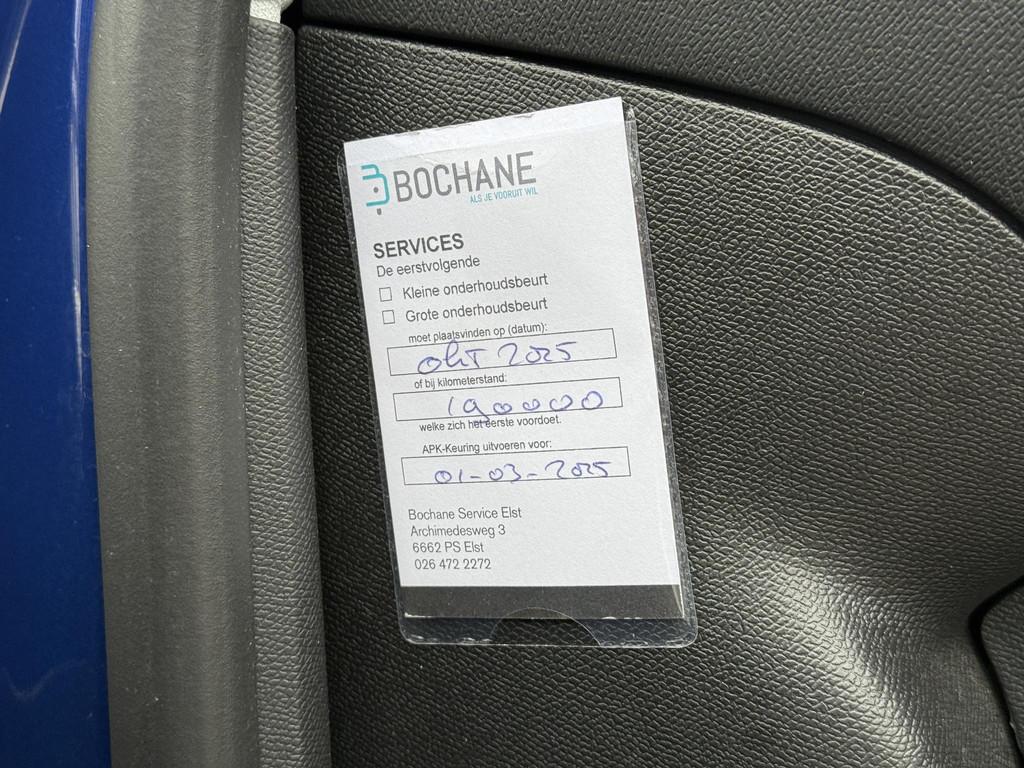 BOCHANE
ALS JE VOORUIT WIL
SERVICES
De eerstvolgende
Kleine onderhoudsbeurt
Grote onderhoudsbeurt
moet plaatsvinden op (datum):
okt 2025
of bij kilometerstand:
190000
welke zich het eerste voordoet.
APK-Keuring uitvoeren voor:
01-03-2025
Bochane Service Elst
Archimedesweg 3
6662 PS Elst
026 472 2272